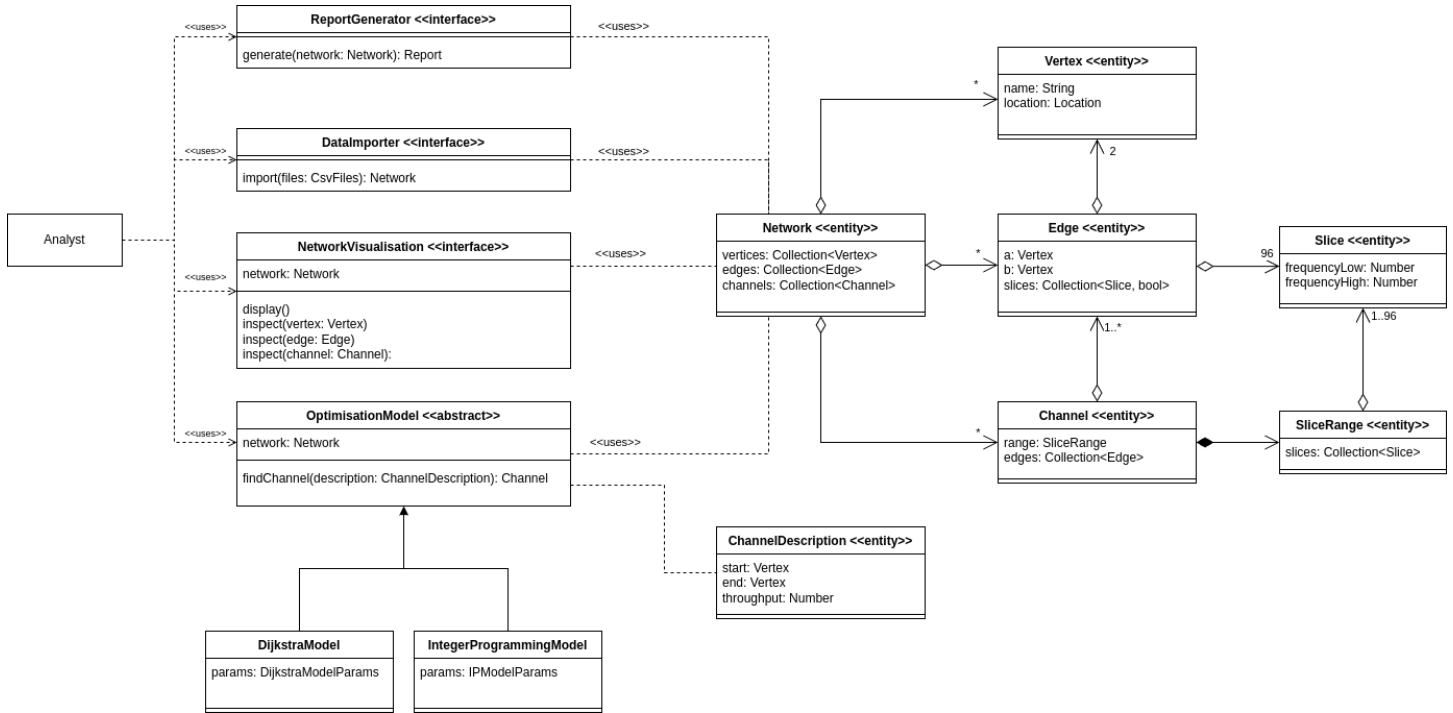 ReportGenerator <<interface>>
generate(network: Network): Report
<<uses>>
<<uses>>
DataImporter <<interface>>
import(files: CsvFiles): Network
<<uses>>
<<uses>>
Analyst
NetworkVisualisation <<interface>>
network: Network
display()
inspect(vertex: Vertex)
inspect(edge: Edge)
inspect(channel: Channel):
<<uses>>
<<uses>>
OptimisationModel <<abstract>>
network: Network
findChannel(description: ChannelDescription): Channel
<<uses>>
<<uses>>
DijkstraModel
params: DijkstraModelParams
IntegerProgrammingModel
params: IPModelParams
ChannelDescription <<entity>>
start: Vertex
end: Vertex
throughput: Number
Network <<entity>>
vertices: Collection<Vertex>
edges: Collection<Edge>
channels: Collection<Channel>
*
*
*
Vertex <<entity>>
name: String
location: Location
2
Edge <<entity>>
a: Vertex
b: Vertex
slices: Collection<Slice, bool>
96
1..*
Channel <<entity>>
range: SliceRange
edges: Collection<Edge>
Slice <<entity>>
frequencyLow: Number
frequencyHigh: Number
1..96
SliceRange <<entity>>
slices: Collection<Slice>